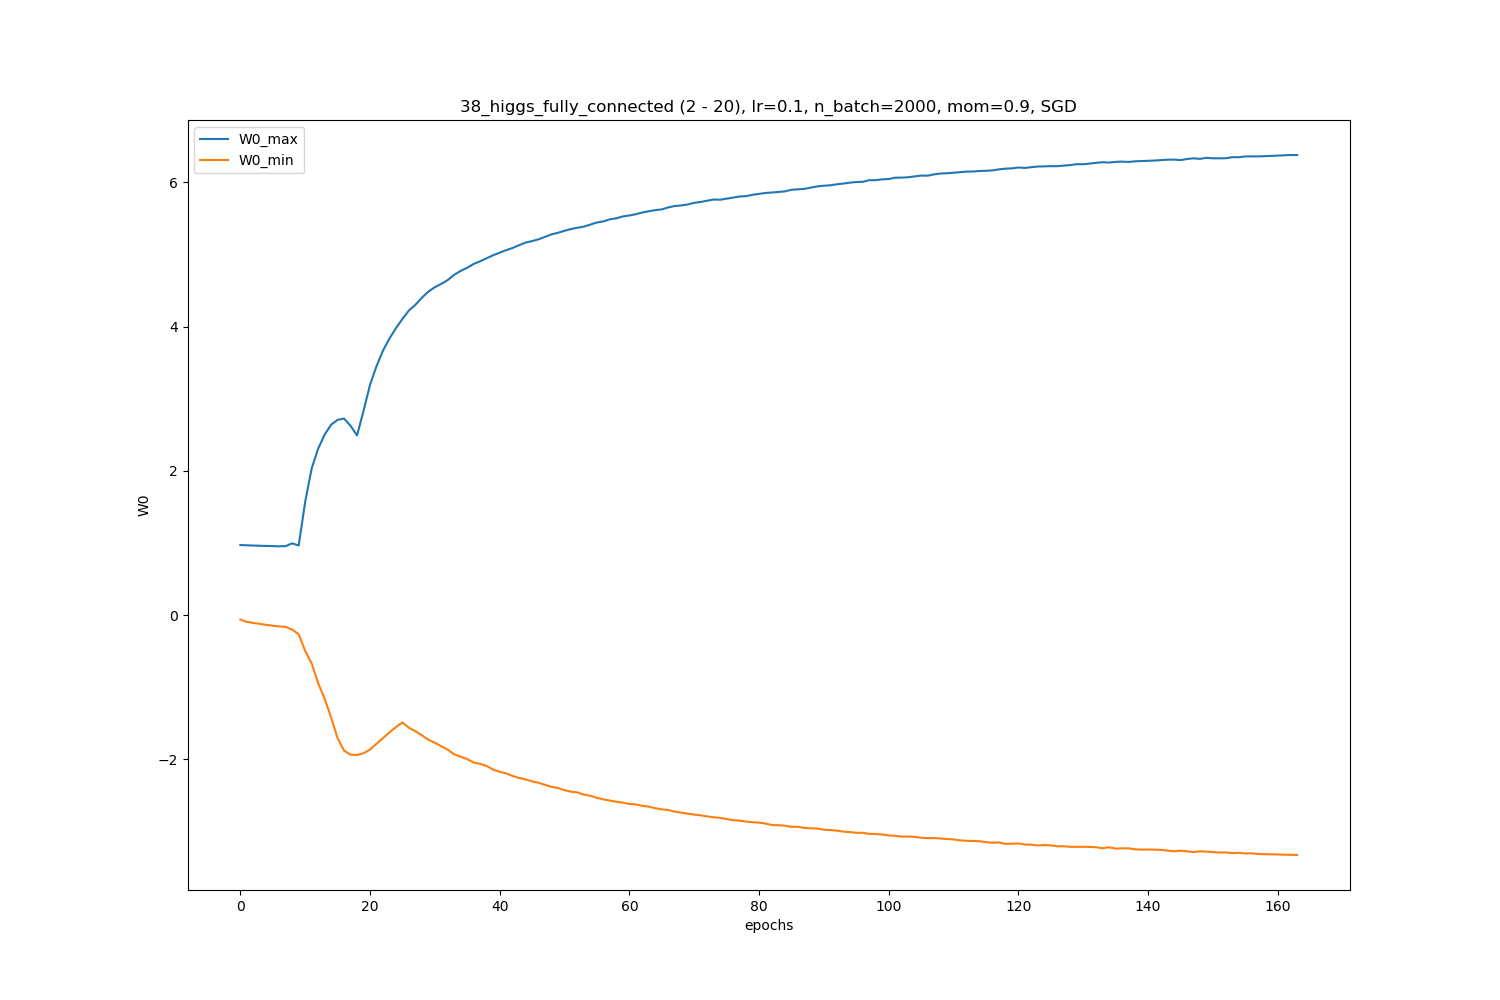 38_higgs_fully_connected (2 - 20), lr=0.1, n_batch=2000, mom=0.9, SGD
W0_max
W0_min
6
4
2
0
−2
W0
0 20 40 60 80 100 120 140 160
epochs